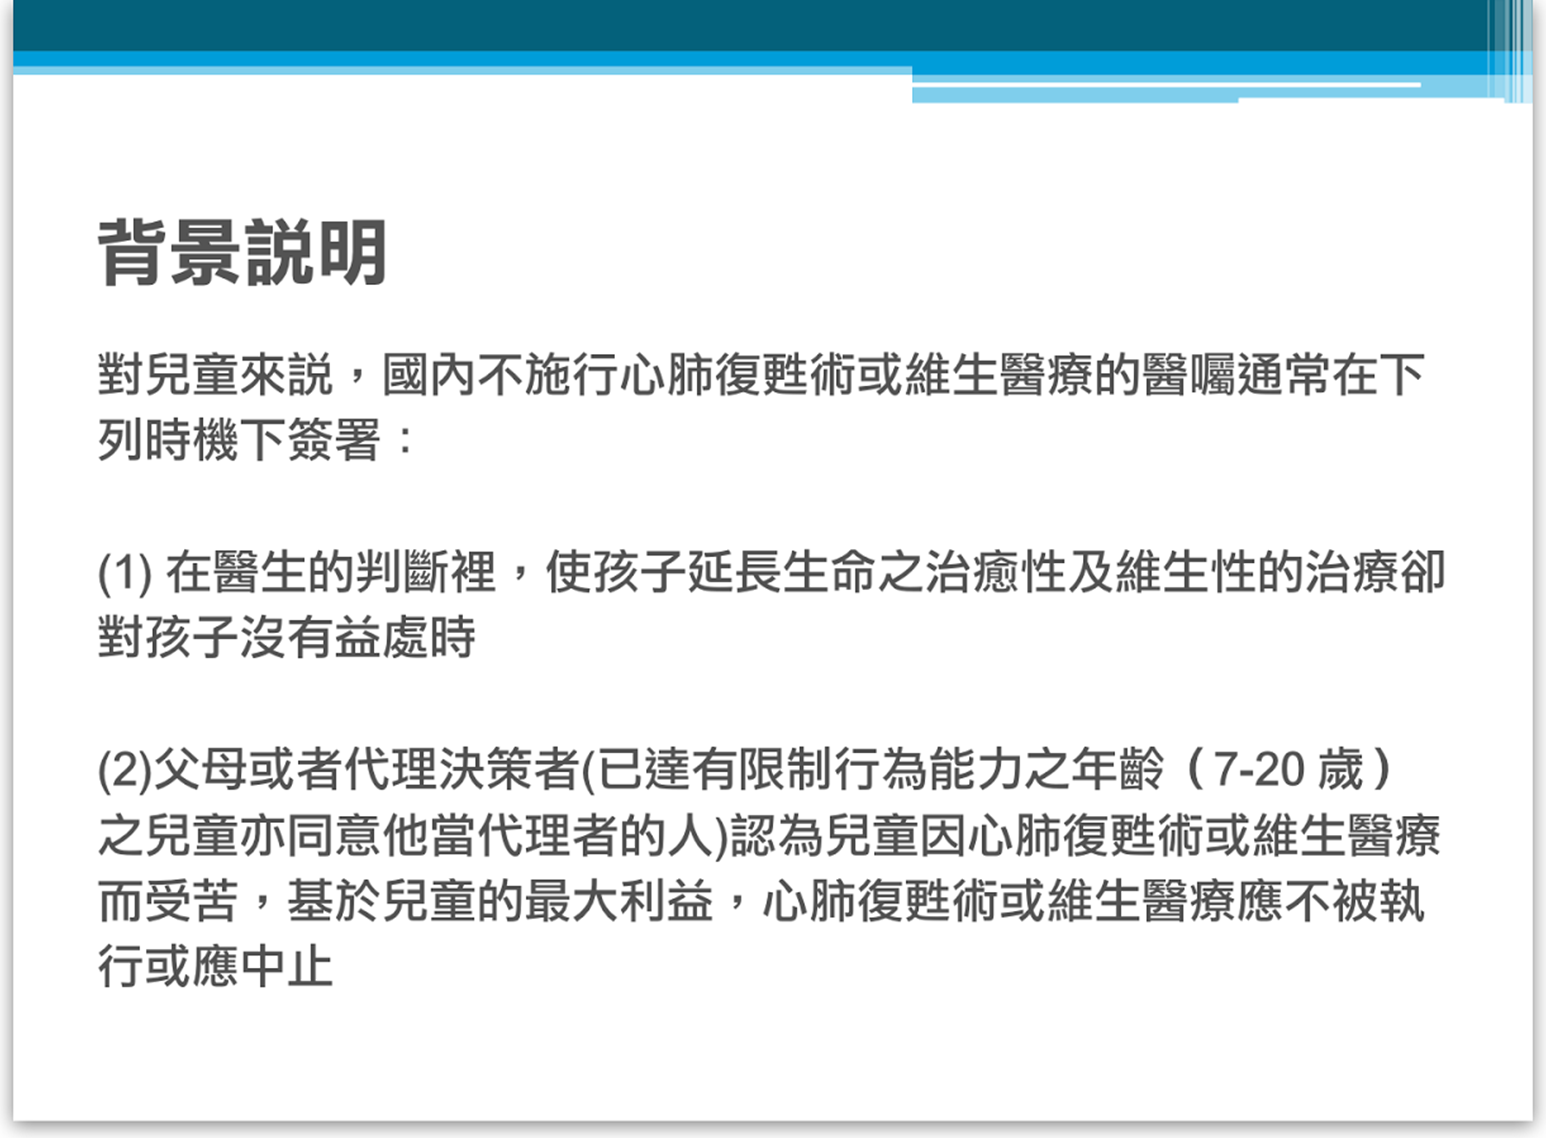 背景説明
對兒童來説，國內不施行心肺復甦術或維生醫療的醫囑通常在下
列時機下簽署：
(1) 在醫生的判斷裡，使孩子延長生命之治癒性及維生性的治療卻
對孩子沒有益處時
(2)父母或者代理決策者(已達有限制行為能力之年齡（7-20 歲）
之兒童亦同意他當代理者的人)認為兒童因心肺復甦術或維生醫療
而受苦，基於兒童的最大利益，心肺復甦術或維生醫療應不被執
行或應中止